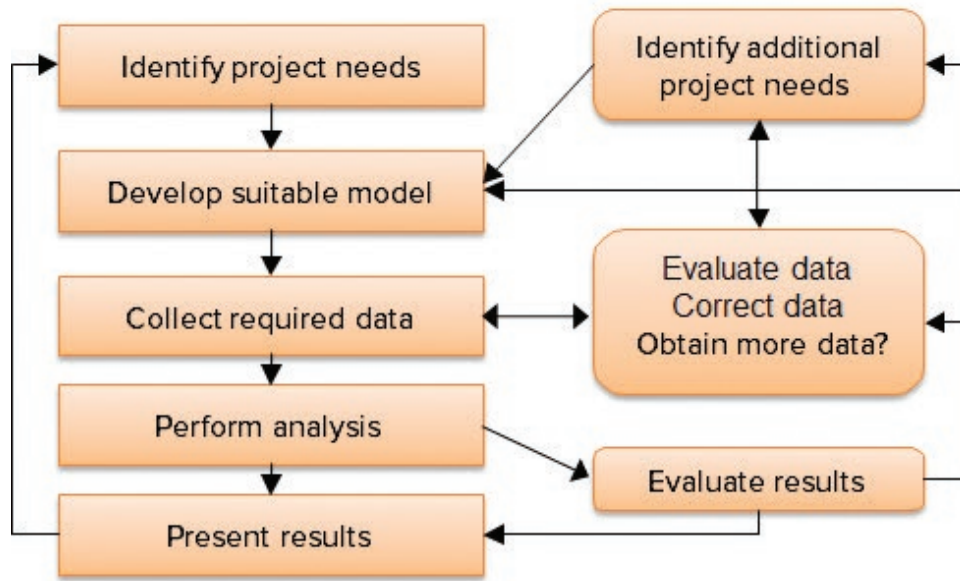 Identify project needs
Develop suitable model
Collect required data
Perform analysis
Present results
Identify additional
project needs
Evaluate data
Correct data
Obtain more data?
Evaluate results